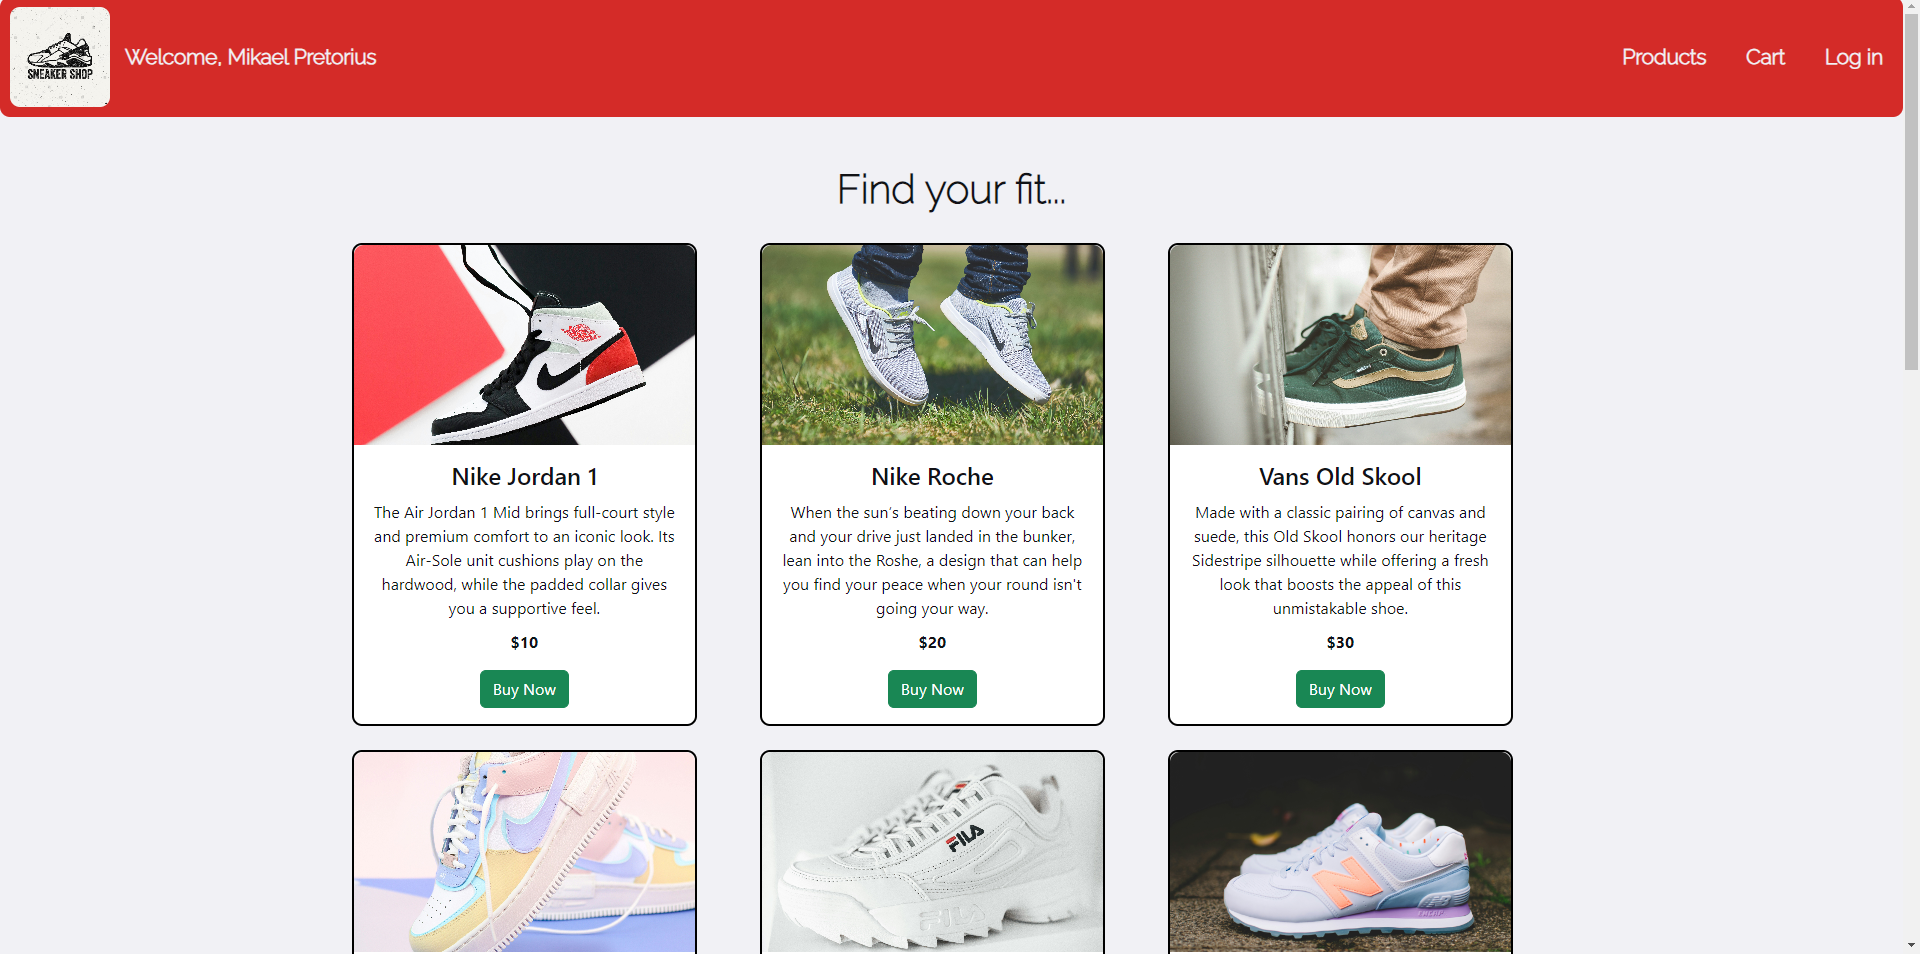 SNEAKER SHOP
Welcome, Mikael Pretorius
Products
Cart
Log in
Find your fit...
Nike Jordan 1
The Air Jordan 1 Mid brings full-court style
and premium comfort to an iconic look. Its
Air-Sole unit cushions play on the
hardwood, while the padded collar gives
you a supportive feel.
$10
Buy Now
Nike Roche
When the sun's beating down your back
and your drive just landed in the bunker,
lean into the Roshe, a design that can help
you find your peace when your round isn't
going your way.
$20
Buy Now
Vans Old Skool
Made with a classic pairing of canvas and
suede, this Old Skool honors our heritage
Sidestripe silhouette while offering a fresh
look that boosts the appeal of this
unmistakable shoe.
$30
Buy Now
FILA
FILA
N